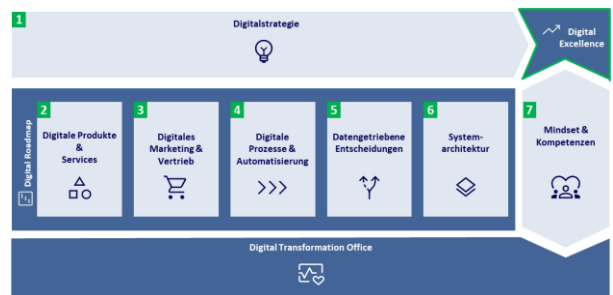 1
Digitalstrategie
Digital
Excellence
Digital Roadmap
2
Digitale Produkte
&
Services
3
Digitales
Marketing &
Vertrieb
4
Digitale
Prozesse &
Automatisierung
5
Datengetriebene
Entscheidungen
6
System-
architektur
7
Mindset &
Kompetenzen
Digital Transformation Office